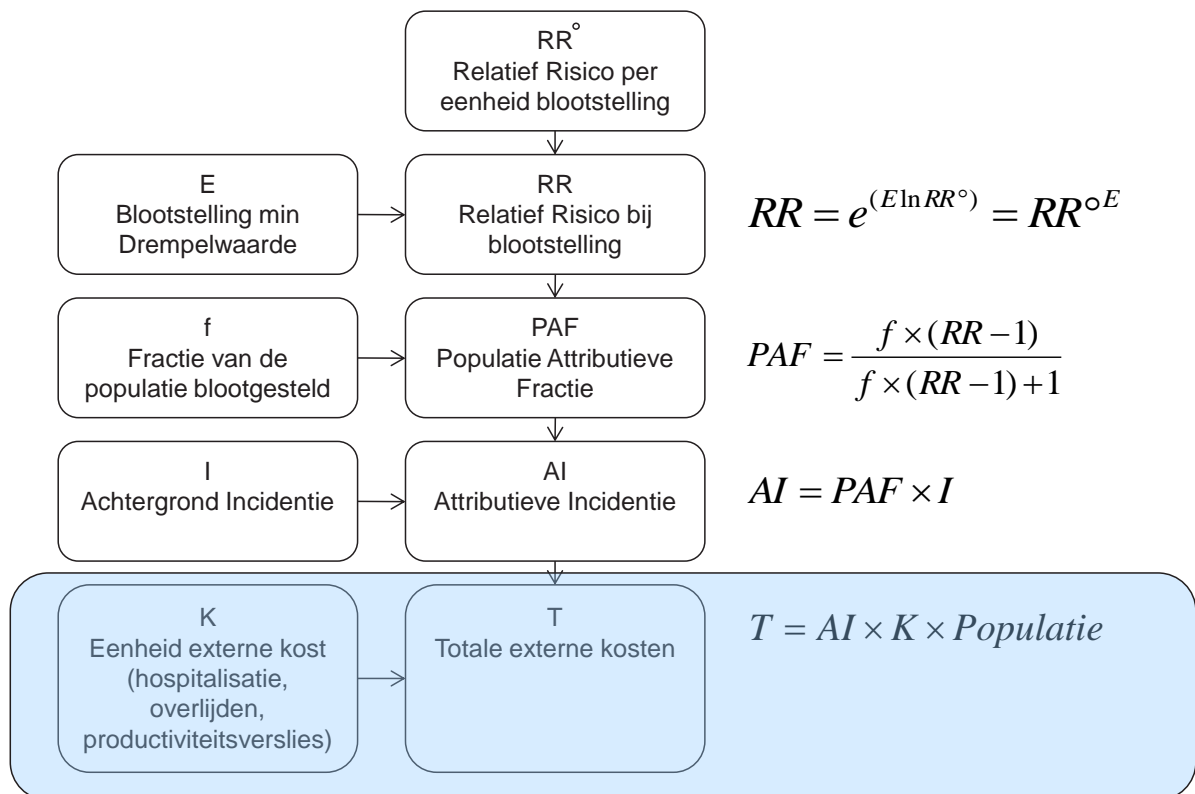 RR°
Relatief Risico per
eenheid blootstelling
E
Blootstelling min
Drempelwaarde
RR
Relatief Risico bij
blootstelling
RR = e^(E ln RR°) = RR°^E
f
Fractie van de
populatie blootgesteld
PAF
Populatie Attributieve
Fractie
PAF = f × (RR – 1) / f × (RR – 1) + 1
I
Achtergrond Incidentie
AI
Attributieve Incidentie
AI = PAF × I
K
Eenheid externe kost
(hospitalisatie,
overlijden,
productiviteitsverslies)
T
Totale externe kosten
T = AI × K × Populatie